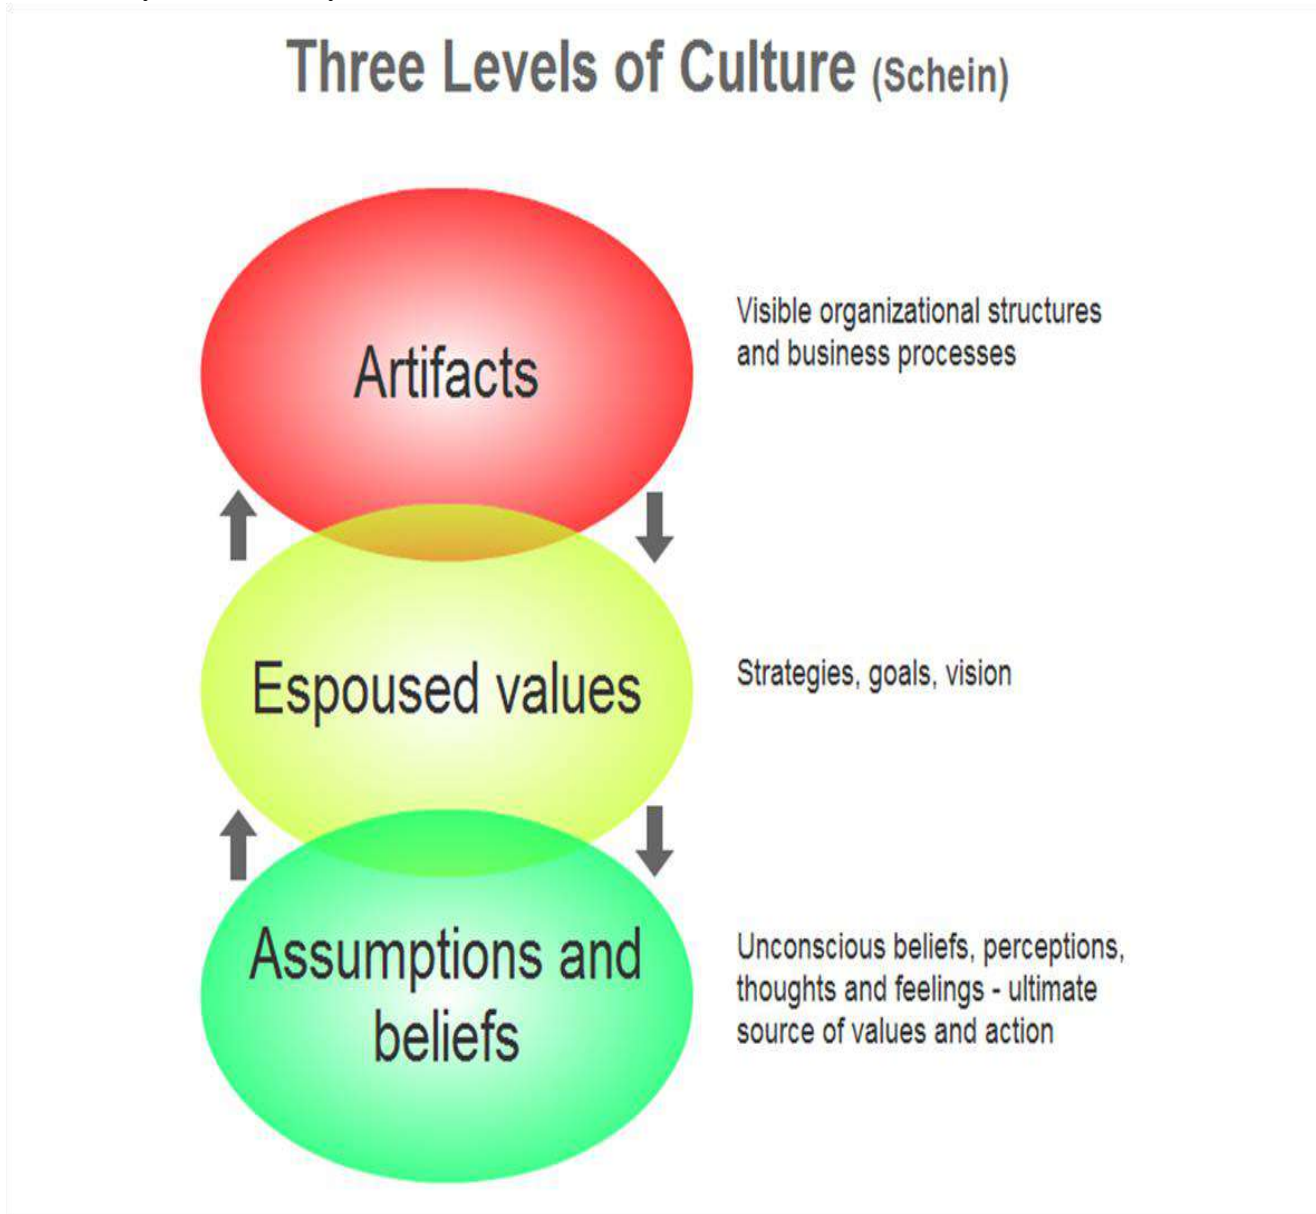 Three Levels of Culture (Schein)
Artifacts
Visible organizational structures
and business processes
Espoused values
Strategies, goals, vision
Assumptions and
beliefs
Unconscious beliefs, perceptions,
thoughts and feelings - ultimate
source of values and action